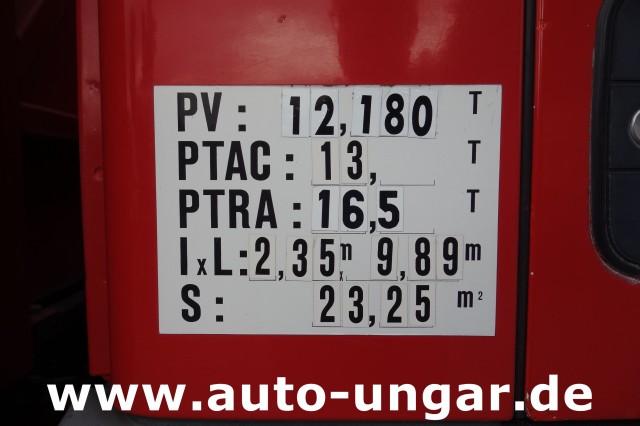 PV: 12,180 T
PTAC: 13, T
PTRA: 16,5 T
IxL: 2,35m x 9,89m
S: 23,25 m²
www.auto-ungar.de